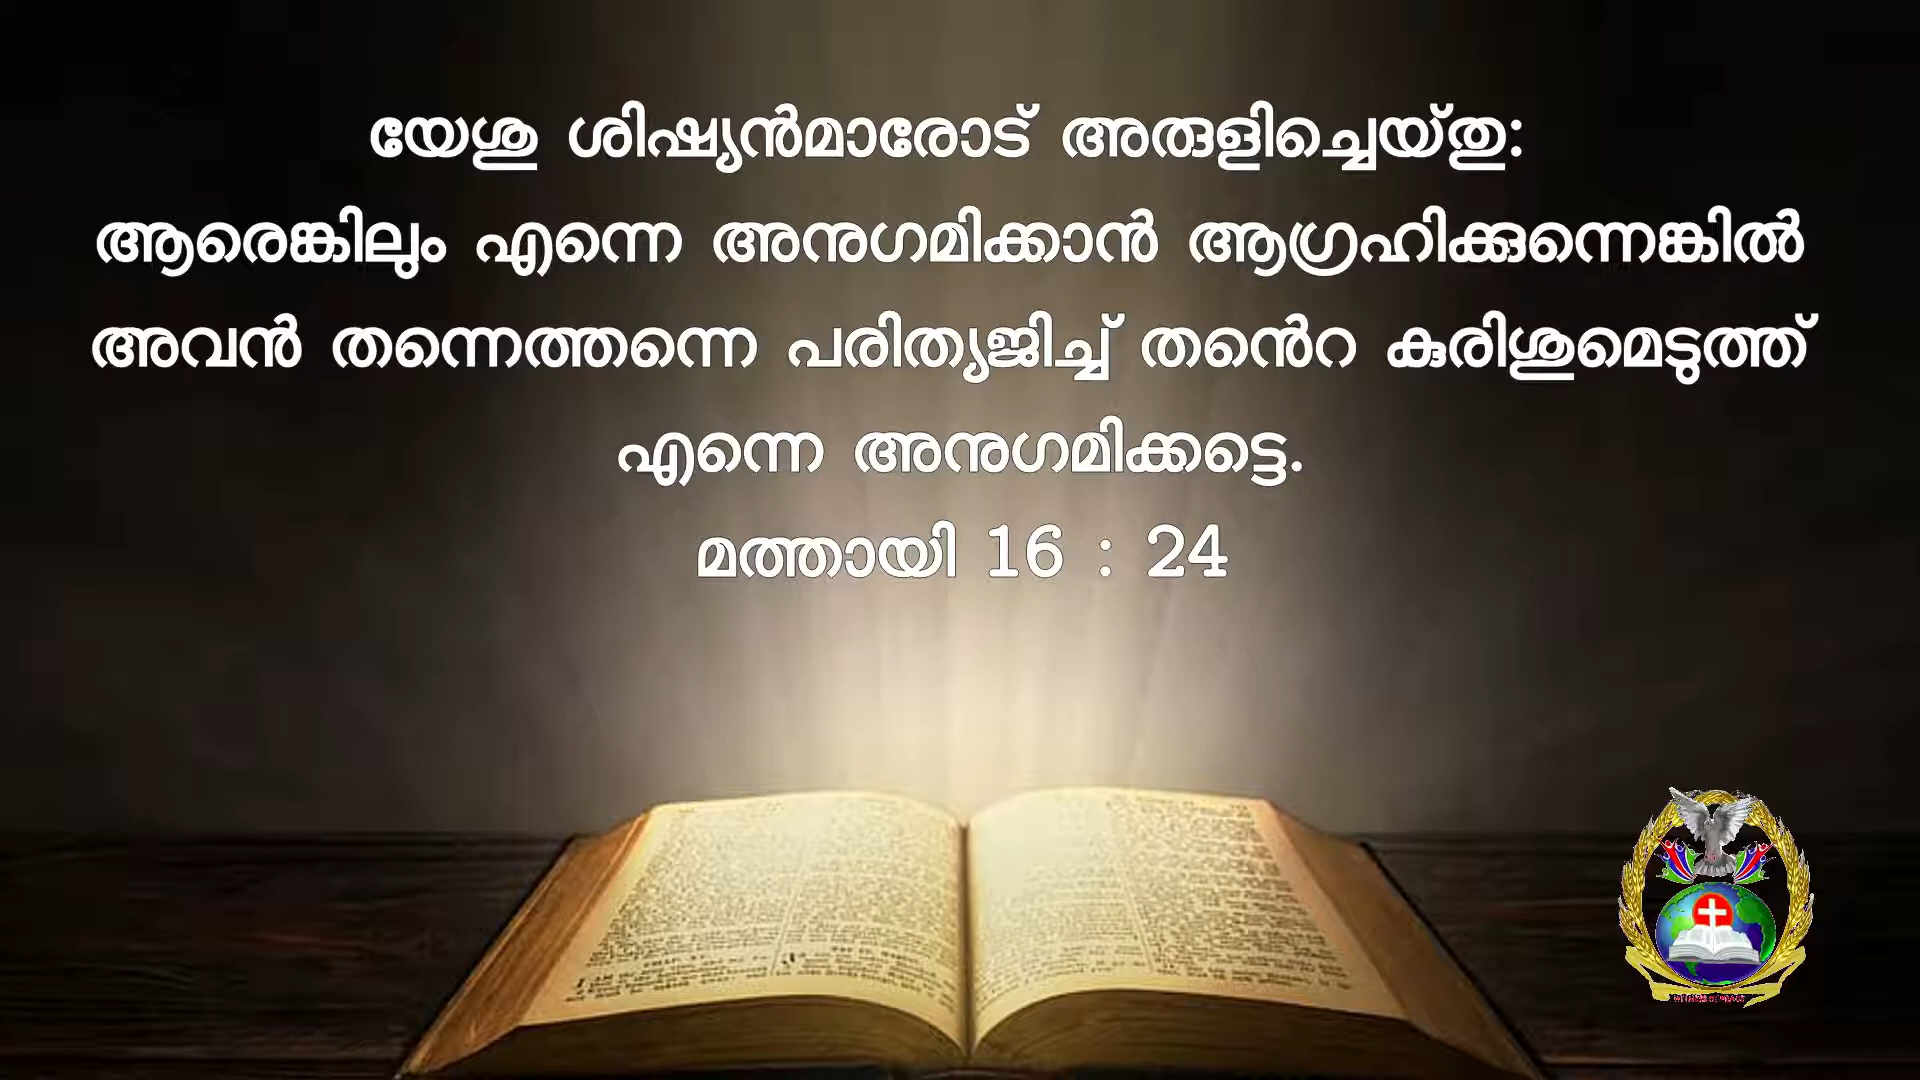 യേശു ശിഷ്യൻമാരോട് അരുളിച്ചെയ്തു:
ആരെങ്കിലും എന്നെ അനുഗമിക്കാൻ ആഗ്രഹിക്കുന്നെങ്കിൽ
അവൻ തന്നെത്തന്നെ പരിത്യജിച്ച് തൻെറ കുരിശുമെടുത്ത്
എന്നെ അനുഗമിക്കട്ടെ.
മത്തായി 16 : 24